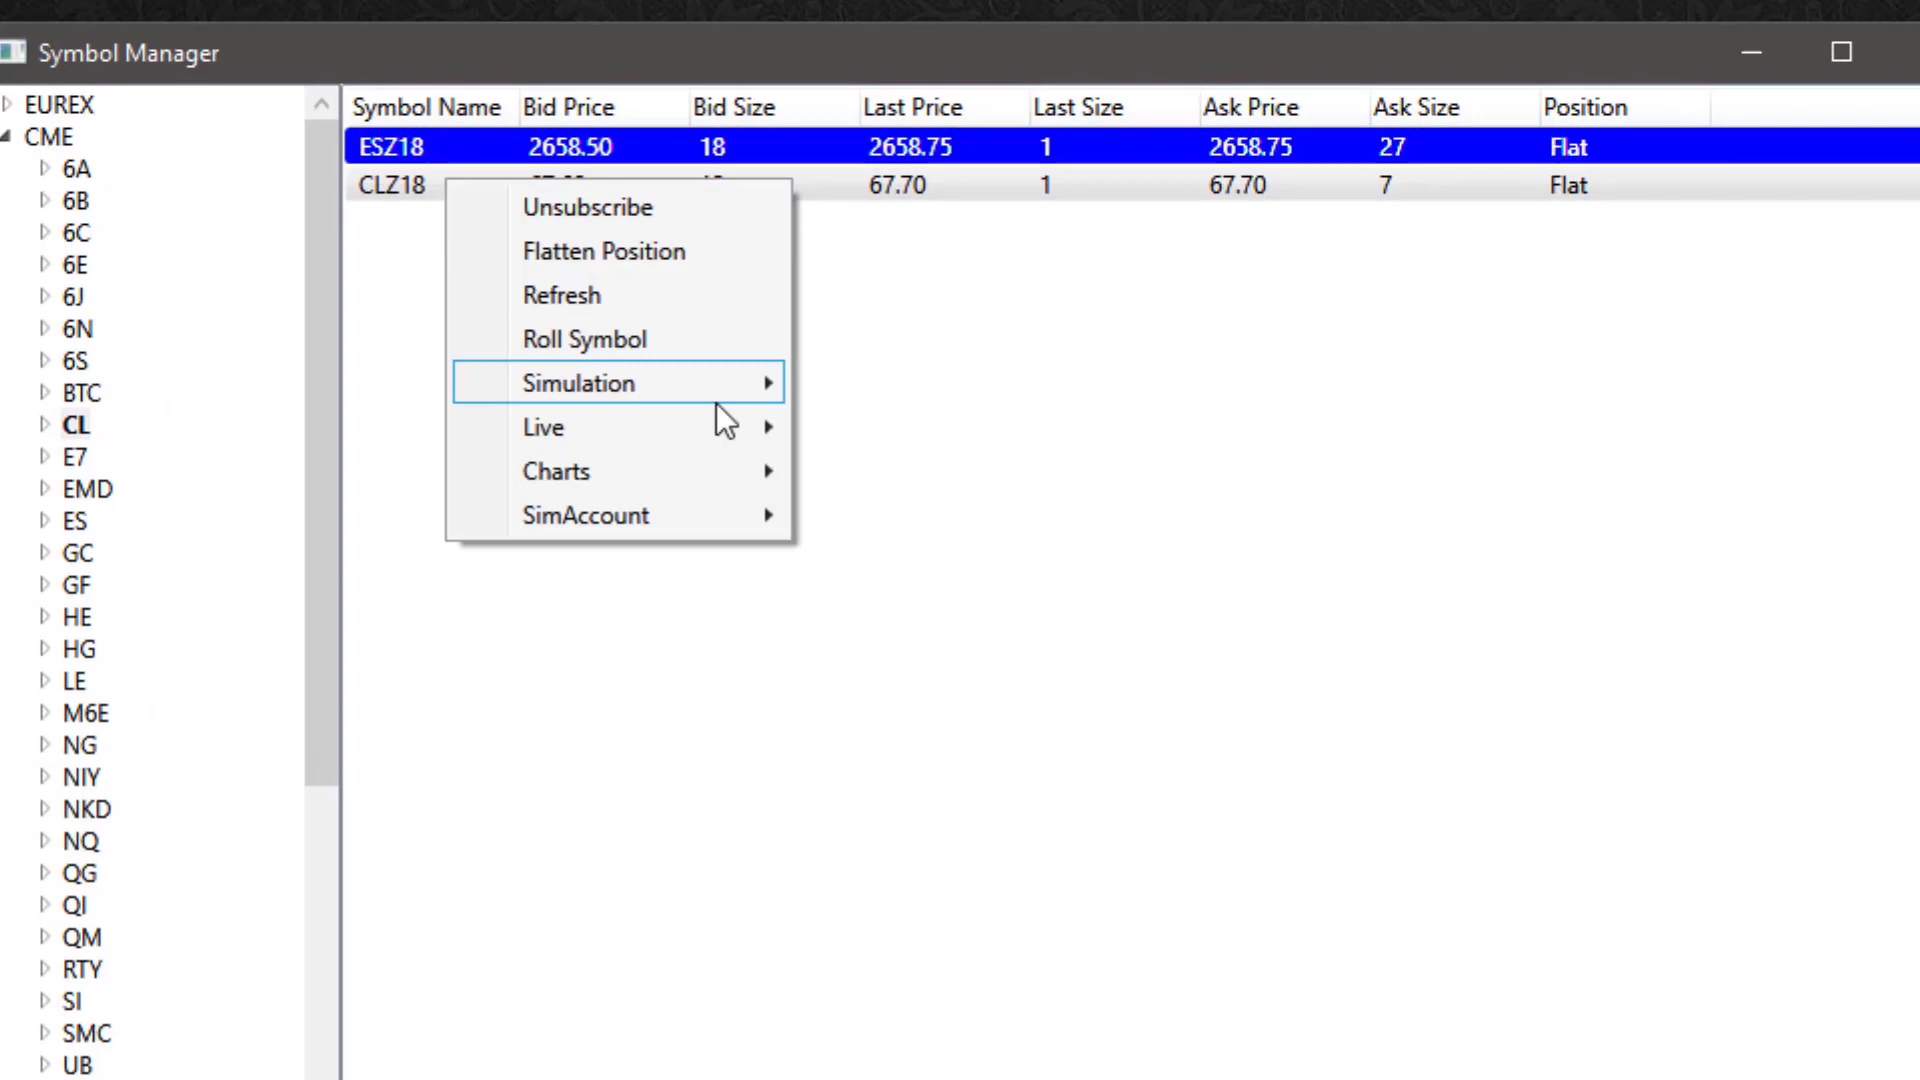 Symbol Manager
EUREX
CME
6A
6B
6C
6E
6J
6N
6S
BTC
CL
E7
EMD
ES
GC
GF
HE
HG
LE
M6E
NG
NIY
NKD
NQ
QG
QI
QM
RTY
SI
SMC
UB
Symbol Name Bid Price Bid Size Last Price Last Size Ask Price Ask Size Position
ESZ18 2658.50 18 2658.75 1 2658.75 27 Flat
CLZ18 67.70 1 67.70 7 Flat
Unsubscribe
Flatten Position
Refresh
Roll Symbol
Simulation
Live
Charts
SimAccount